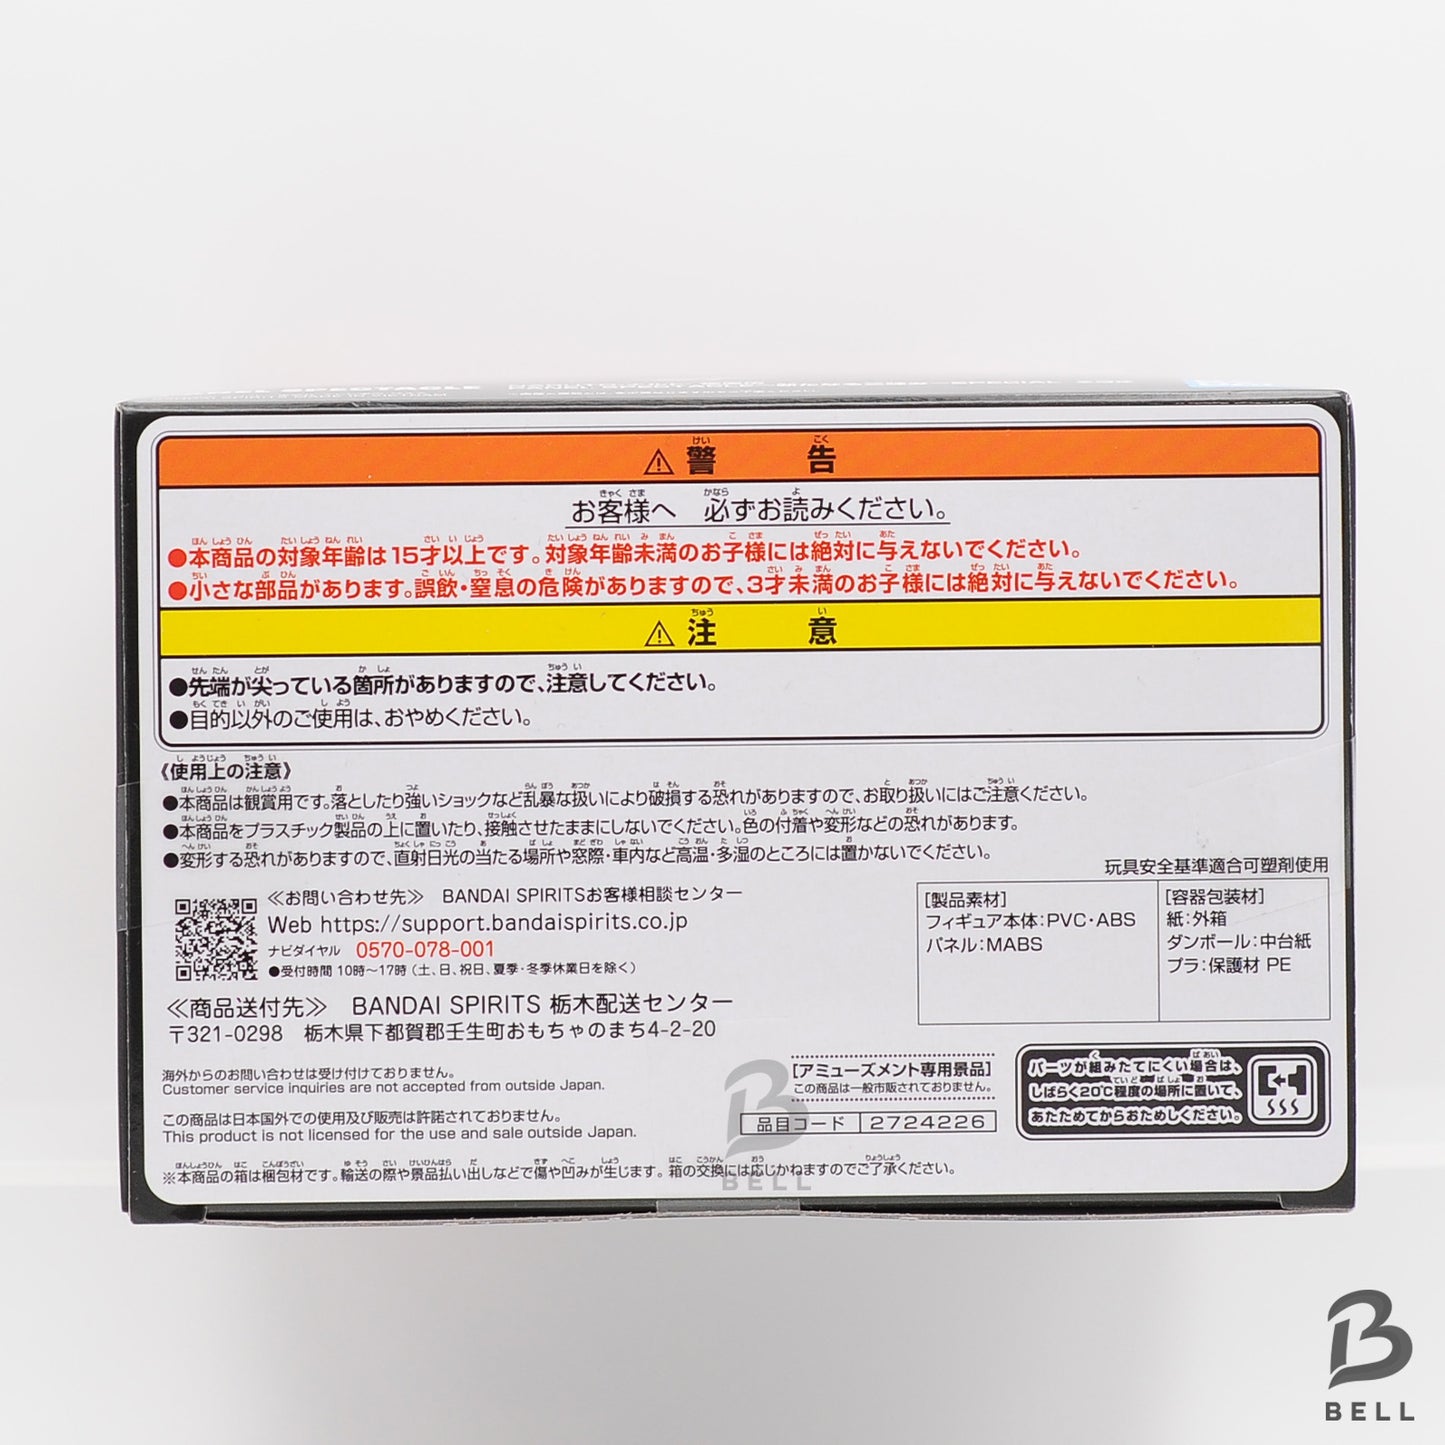 警告
お客様へ 必ずお読みください。
●本商品の対象年齢は15才以上です。対象年齢未満のお子様には絶対に与えないでください。
●小さな部品があります。誤飲・窒息の危険がありますので、3才未満のお子様には絶対に与えないでください。
注意
●先端が尖っている箇所がありますので、注意してください。
●目的以外のご使用は、おやめください。
《使用上の注意》
●本商品は観賞用です。落としたり強いショックなど乱暴な扱いにより破損する恐れがありますので、お取り扱いにはご注意ください。
●本商品をプラスチック製品の上に置いたり、接触させたままにしないでください。色の付着や変形などの恐れがあります。
●変形する恐れがありますので、直射日光の当たる場所や窓際・車内など高温・多湿のところには置かないでください。
玩具安全基準適合可塑剤使用
≪お問い合わせ先≫ BANDAI SPIRITSお客様相談センター
Web https://support.bandaispirits.co.jp
ナビダイヤル 0570-078-001
●受付時間 10時～17時（土、日、祝日、夏季・冬季休業日を除く）
[製品素材]
フィギュア本体:PVC・ABS
パネル:MABS
[容器包装材]
紙:外箱
ダンボール:中台紙
プラ:保護材 PE
≪商品送付先≫ BANDAI SPIRITS 栃木配送センター
〒321-0298 栃木県下都賀郡壬生町おもちゃのまち4-2-20
海外からのお問い合わせは受け付けておりません。
Customer service inquiries are not accepted from outside Japan.
この商品は日本国外での使用及び販売は許諾されておりません。
This product is not licensed for the use and sale outside Japan.
[アミューズメント専用景品]
この商品は一般市販されておりません。
品目コード 2724226
パーツが組みたてにくい場合は、
しばらく20℃程度の場所に置いて、
あたためてからおためしください。
※本商品の箱は梱包材です。輸送の際や景品払い出しなどで傷や凹みが生じます。箱の交換には応じかねますのでご了承ください。
BELL
BELL